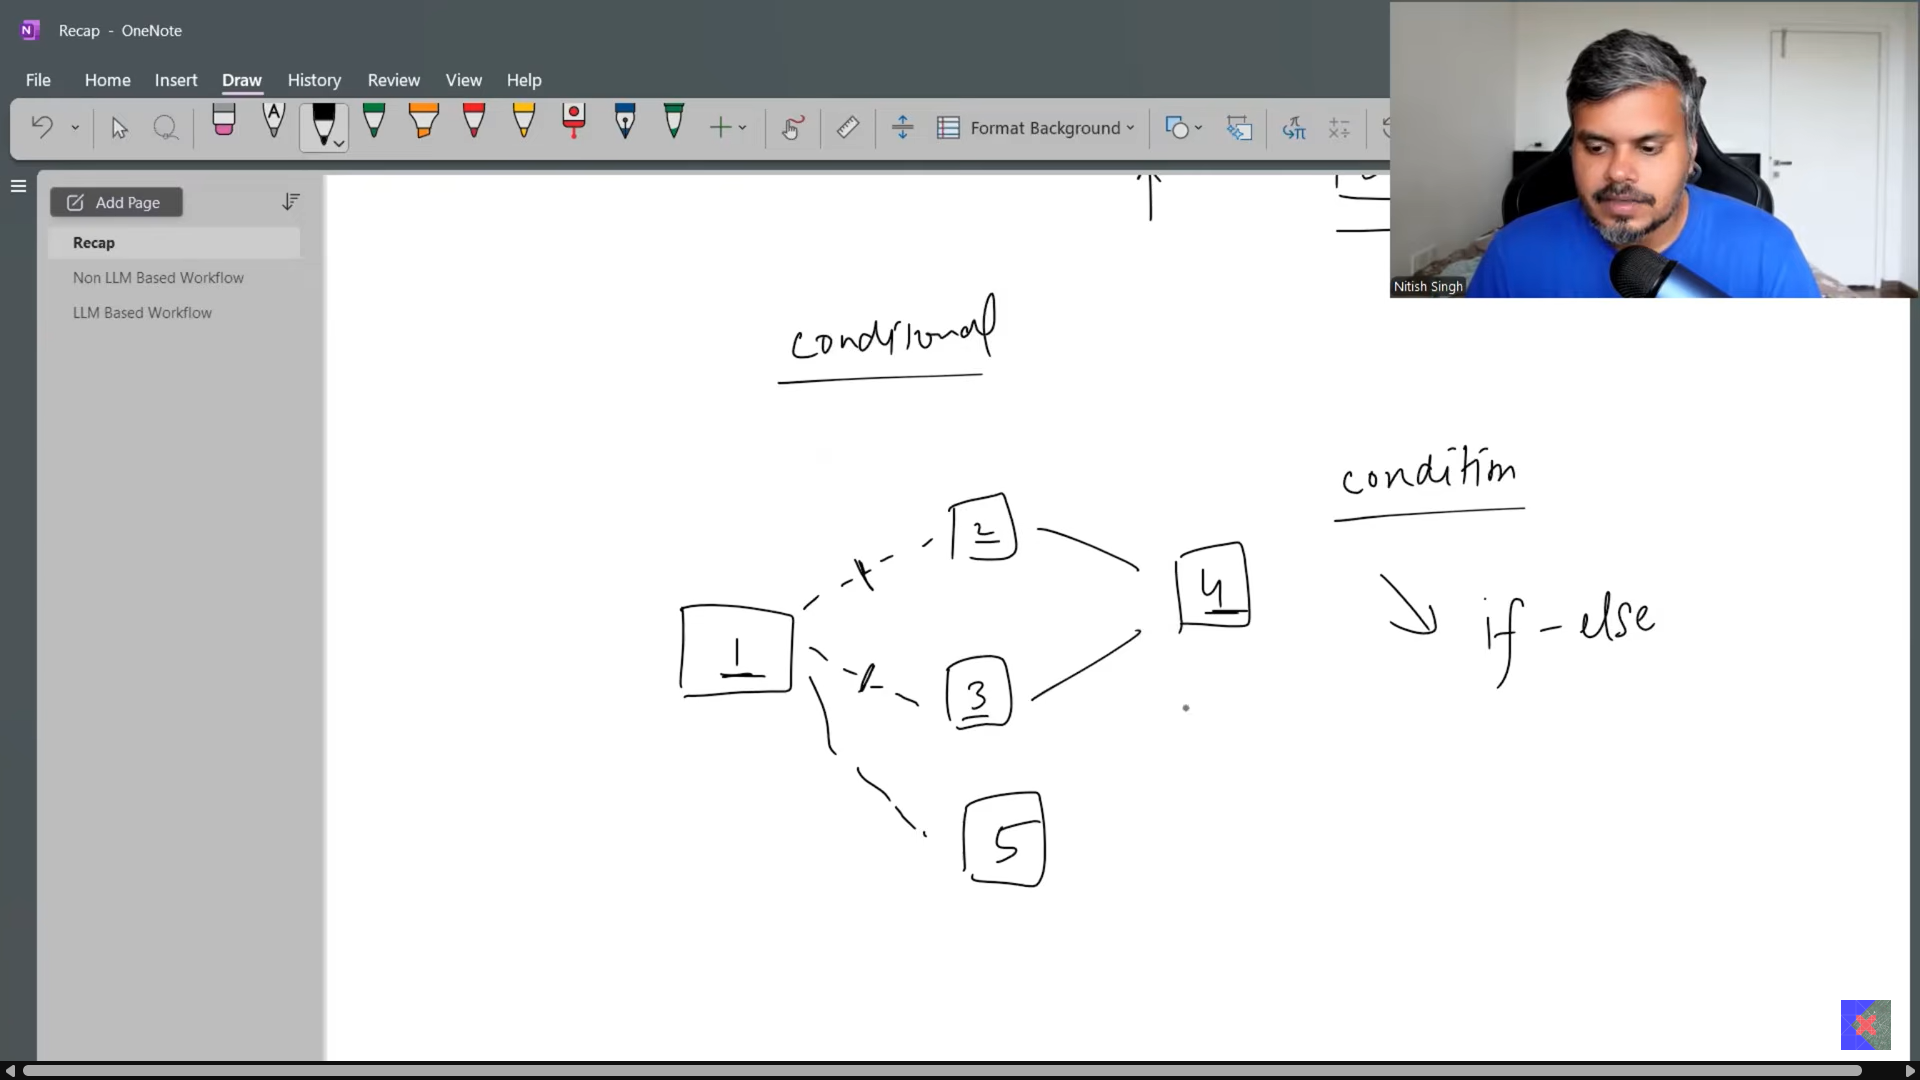 Recap - OneNote
File Home Insert Draw History Review View Help
Format Background
Add Page
Recap
Non LLM Based Workflow
LLM Based Workflow
Nitish Singh
conditional
condition
if-else
1
2
3
4
5